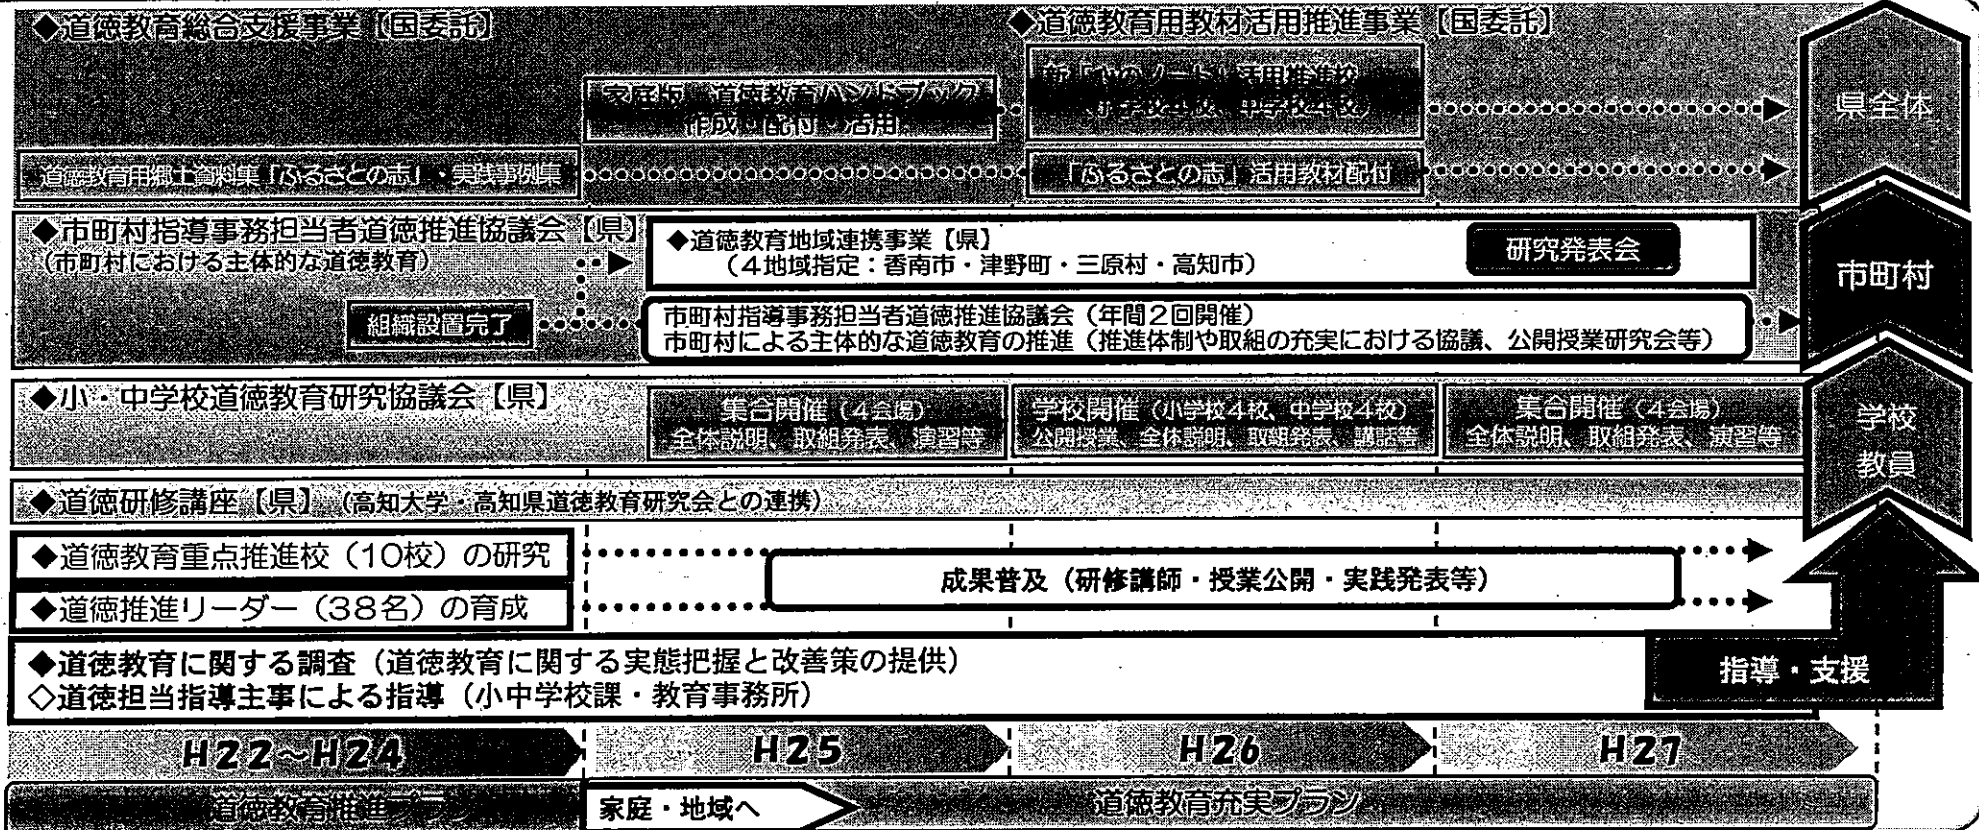 ◆道徳教育総合支援事業【国委託】
◆道徳教育用教材活用推進事業【国委託】
家庭版 道徳教育ハンドブック
作成・配付・活用
新「心のノート」活用推進校
(小学校4校、中学校4校)
県全体
道徳教育用郷土資料集「ふるさとの志」・実践事例集
「ふるさとの志」活用教材配付
◆市町村指導事務担当者道徳推進協議会【県】
(市町村における主体的な道徳教育)
◆道徳教育地域連携事業【県】
(4地域指定:香南市・津野町・三原村・高知市)
研究発表会
市町村
組織設置完了
市町村指導事務担当者道徳推進協議会(年間2回開催)
市町村による主体的な道徳教育の推進(推進体制や取組の充実における協議、公開授業研究会等)
◆小・中学校道徳教育研究協議会【県】
集合開催(4会場)
全体説明、取組発表、演習等
学校開催(小学校4校、中学校4校)
公開授業、全体説明、取組発表、講話等
集合開催(4会場)
全体説明、取組発表、演習等
学校
教員
◆道徳研修講座【県】(高知大学・高知県道徳教育研究会との連携)
◆道徳教育重点推進校(10校)の研究
◆道徳推進リーダー(38名)の育成
成果普及(研修講師・授業公開・実践発表等)
◆道徳教育に関する調査(道徳教育に関する実態把握と改善策の提供)
◇道徳担当指導主事による指導(小中学校課・教育事務所)
指導・支援
H22~H24
H25
H26
H27
道徳教育推進プラン
家庭・地域へ
道徳教育充実プラン